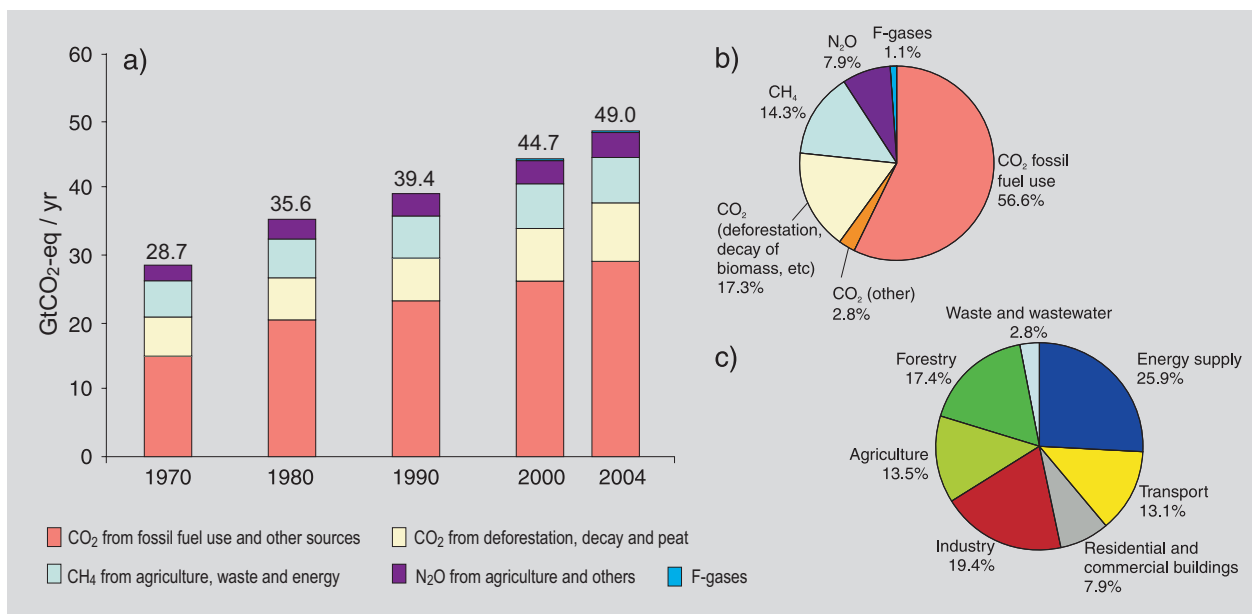 a)
GtCO₂-eq / yr
60
50
40
30
20
10
0
28.7
35.6
39.4
44.7
49.0
1970
1980
1990
2000
2004
CO₂ from fossil fuel use and other sources
CO₂ from deforestation, decay and peat
CH₄ from agriculture, waste and energy
N₂O from agriculture and others
F-gases
b)
F-gases
1.1%
N₂O
7.9%
CH₄
14.3%
CO₂ fossil
fuel use
56.6%
CO₂
(deforestation,
decay of
biomass, etc)
17.3%
CO₂ (other)
2.8%
c)
Waste and wastewater
2.8%
Forestry
17.4%
Energy supply
25.9%
Agriculture
13.5%
Transport
13.1%
Industry
19.4%
Residential and
commercial buildings
7.9%